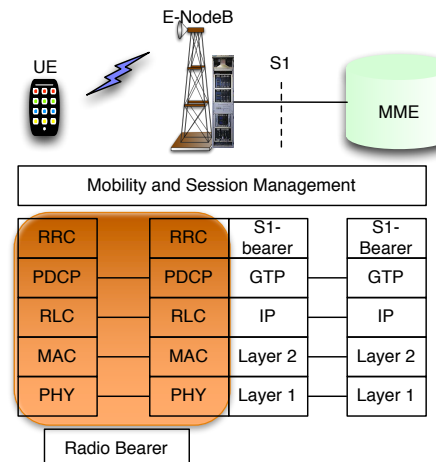 E-NodeB
UE
S1
MME
Mobility and Session Management
RRC RRC S1-bearer S1-Bearer
PDCP PDCP GTP GTP
RLC RLC IP IP
MAC MAC Layer 2 Layer 2
PHY PHY Layer 1 Layer 1
Radio Bearer